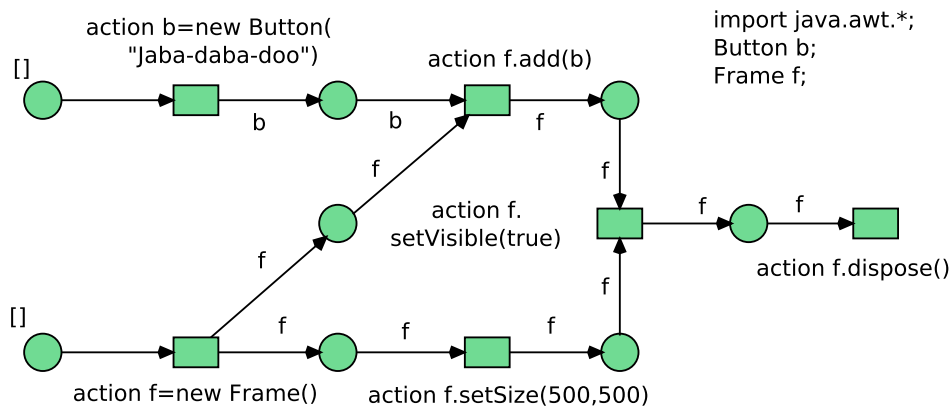 action b=new Button(
"Jaba-daba-doo")
[]
action f.add(b)
import java.awt.*;
Button b;
Frame f;
b
b
f
f
f
f
action f.
setVisible(true)
f
f
f
action f.dispose()
[]
f
f
f
action f=new Frame()
action f.setSize(500,500)